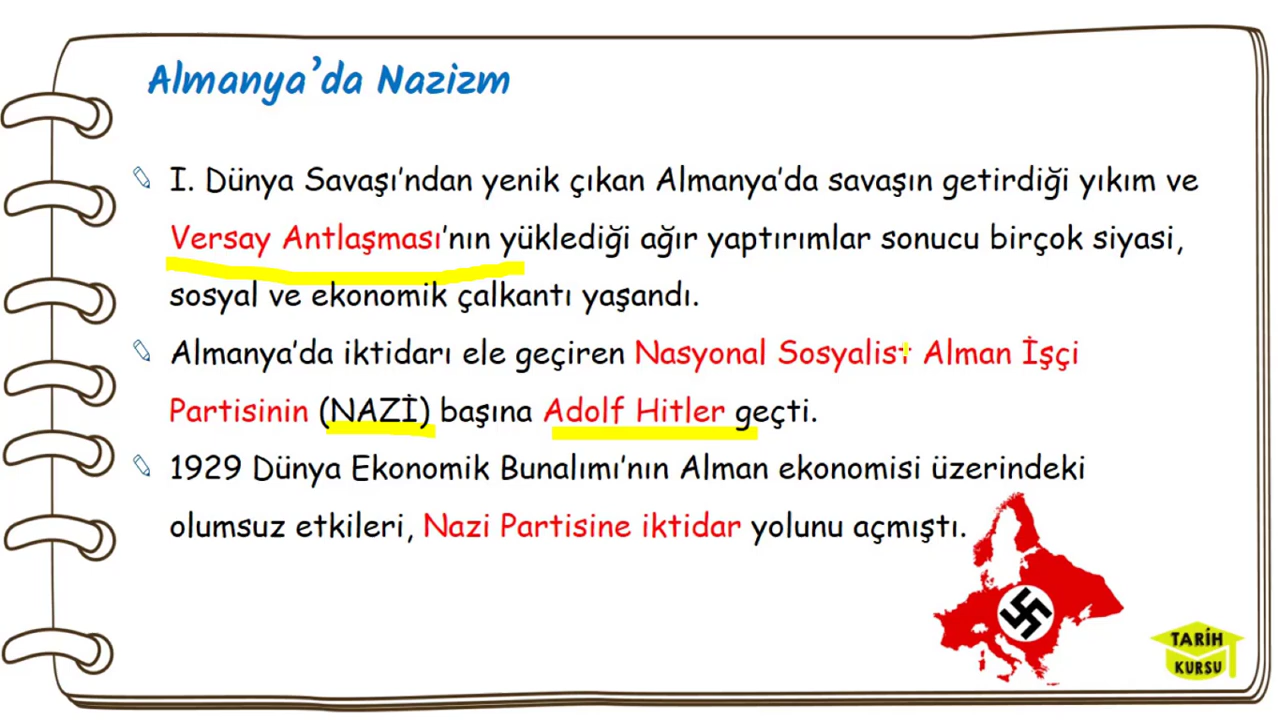 Almanya'da Nazizm
I. Dünya Savaşı'ndan yenik çıkan Almanya'da savaşın getirdiği yıkım ve
Versay Antlaşması'nın yüklediği ağır yaptırımlar sonucu birçok siyasi,
sosyal ve ekonomik çalkantı yaşandı.
Almanya'da iktidarı ele geçiren Nasyonal Sosyalist Alman İşçi
Partisinin (NAZİ) başına Adolf Hitler geçti.
1929 Dünya Ekonomik Bunalımı'nın Alman ekonomisi üzerindeki
olumsuz etkileri, Nazi Partisine iktidar yolunu açmıştı.
TARİH
KURSU